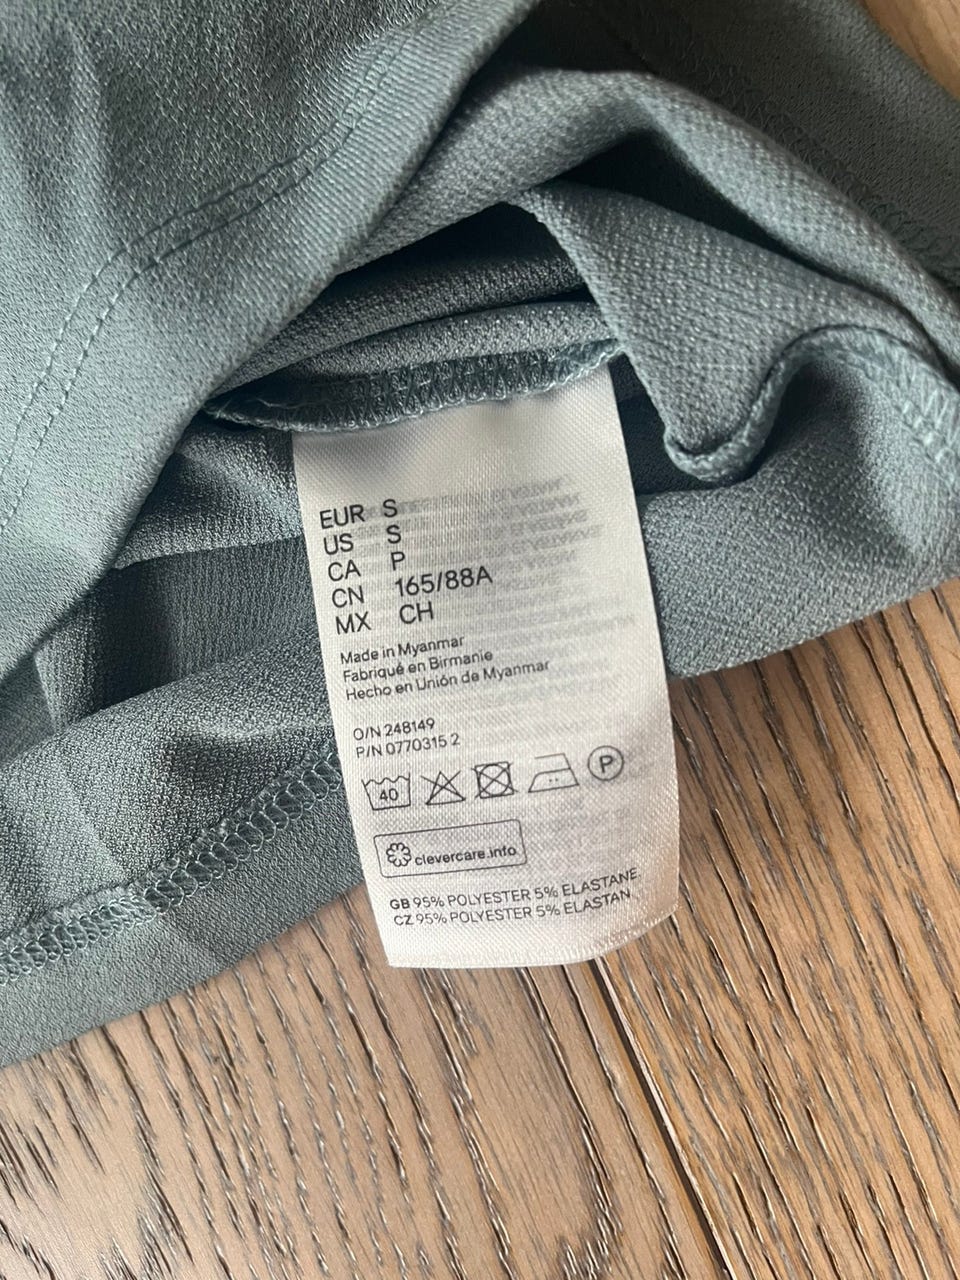 EUR S
US S
CA P
CN 165/88A
MX CH
Made in Myanmar
Fabriqué en Birmanie
Hecho en Unión de Myanmar
O/N 248149
P/N 0770315 2
40 P
clevercare.info
GB 95% POLYESTER 5% ELASTANE.
CZ 95% POLYESTER 5% ELASTAN